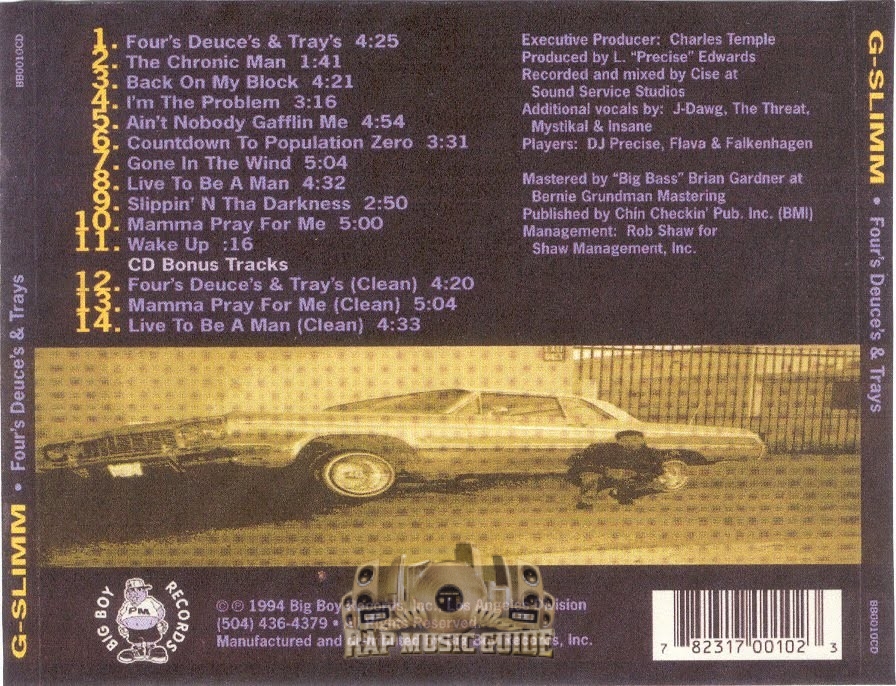 1. Four's Deuce's & Tray's 4:25
2. The Chronic Man 1:41
3. Back On My Block 4:21
4. I'm The Problem 3:16
5. Ain't Nobody Gafflin Me 4:54
6. Countdown To Population Zero 3:31
7. Gone In The Wind 5:04
8. Live To Be A Man 4:32
9. Slippin' N Tha Darkness 2:50
10. Mamma Pray For Me 5:00
11. Wake Up :16
CD Bonus Tracks
12. Four's Deuce's & Tray's (Clean) 4:20
13. Mamma Pray For Me (Clean) 5:04
14. Live To Be A Man (Clean) 4:33
Executive Producer: Charles Temple
Produced by L. "Precise" Edwards
Recorded and mixed by Cise at
Sound Service Studios
Additional vocals by: J-Dawg, The Threat,
Mystikal & Insane
Players: DJ Precise, Flava & Falkenhagen
Mastered by "Big Bass" Brian Gardner at
Bernie Grundman Mastering
Published by Chin Checkin' Pub. Inc. (BMI)
Management: Rob Shaw for
Shaw Management, Inc.
G-SLIMM • Four's Deuce's & Trays
BB0010CD
G-SLIMM • Four's Deuce's & Trays
BB0010CD
BIG BOY RECORDS
PM
© ℗ 1994 Big Boy Records, Inc. Los Angeles Division
(504) 436-4379 • All Rights Reserved
Manufactured and Records, Inc.
RAP MUSIC GUIDE
7 82317 00102 3